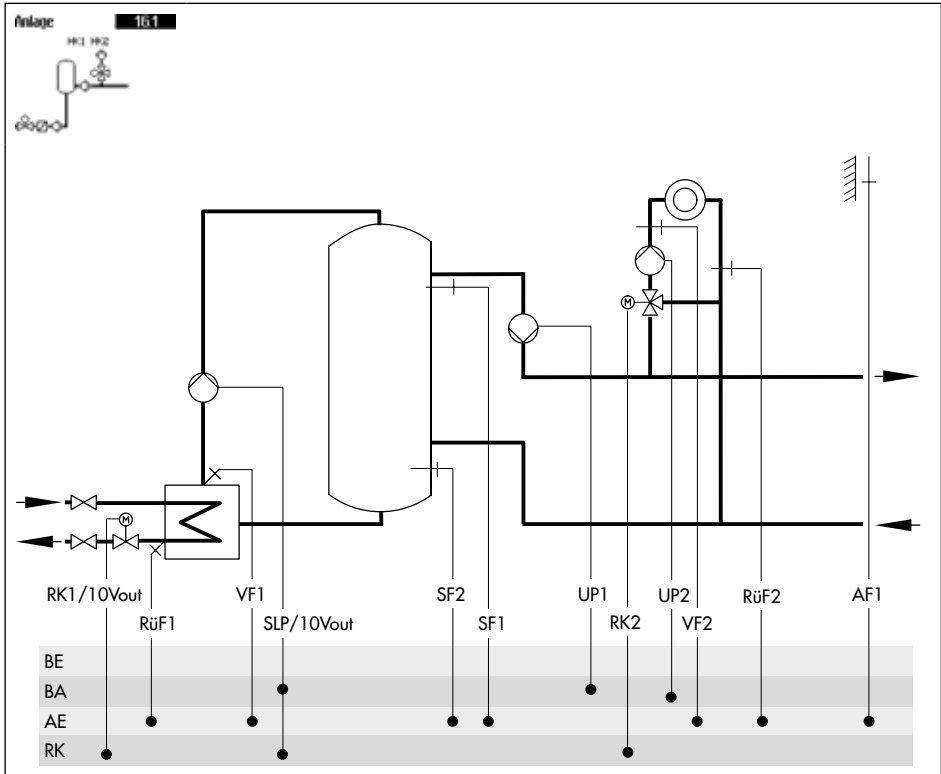 Anlage 16.1
HK1 HK2
M
M
RK1/10Vout VF1 SF2 UP1 UP2 RüF2 AF1
RüF1 SLP/10Vout SF1 RK2 VF2
BE
BA
AE
RK